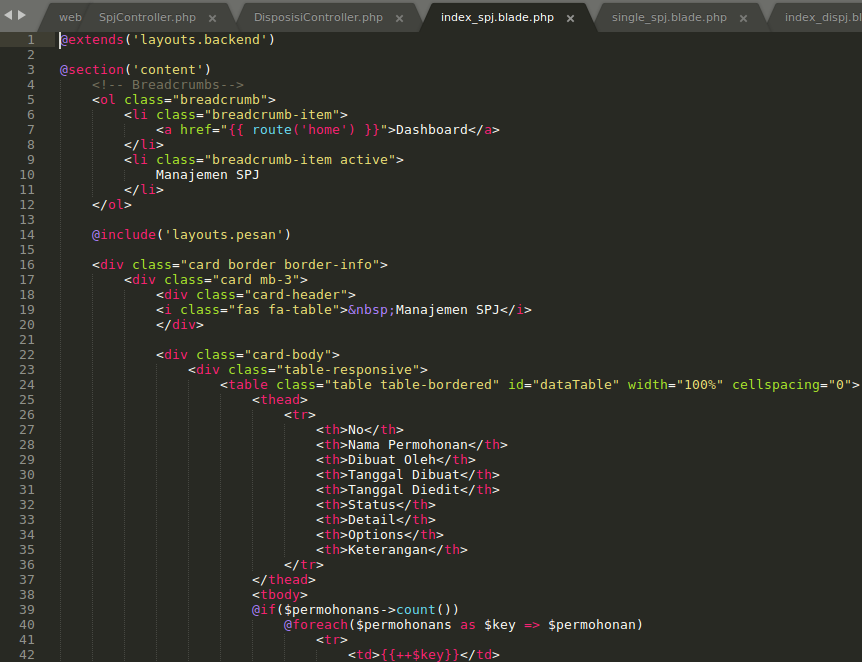 web SpjController.php × DisposisiController.php × index_spj.blade.php × single_spj.blade.php × index_dispj.bl
1 @extends('layouts.backend')
2
3 @section('content')
4 <!-- Breadcrumbs-->
5 <ol class="breadcrumb">
6 <li class="breadcrumb-item">
7 <a href="{{ route('home') }}">Dashboard</a>
8 </li>
9 <li class="breadcrumb-item active">
10 Manajemen SPJ
11 </li>
12 </ol>
13
14 @include('layouts.pesan')
15
16 <div class="card border border-info">
17 <div class="card mb-3">
18 <div class="card-header">
19 <i class="fas fa-table">&nbsp;Manajemen SPJ</i>
20 </div>
21
22 <div class="card-body">
23 <div class="table-responsive">
24 <table class="table table-bordered" id="dataTable" width="100%" cellspacing="0">
25 <thead>
26 <tr>
27 <th>No</th>
28 <th>Nama Permohonan</th>
29 <th>Dibuat Oleh</th>
30 <th>Tanggal Dibuat</th>
31 <th>Tanggal Diedit</th>
32 <th>Status</th>
33 <th>Detail</th>
34 <th>Options</th>
35 <th>Keterangan</th>
36 </tr>
37 </thead>
38 <tbody>
39 @if($permohonans->count())
40 @foreach($permohonans as $key => $permohonan)
41 <tr>
42 <td>{{++$key}}</td>